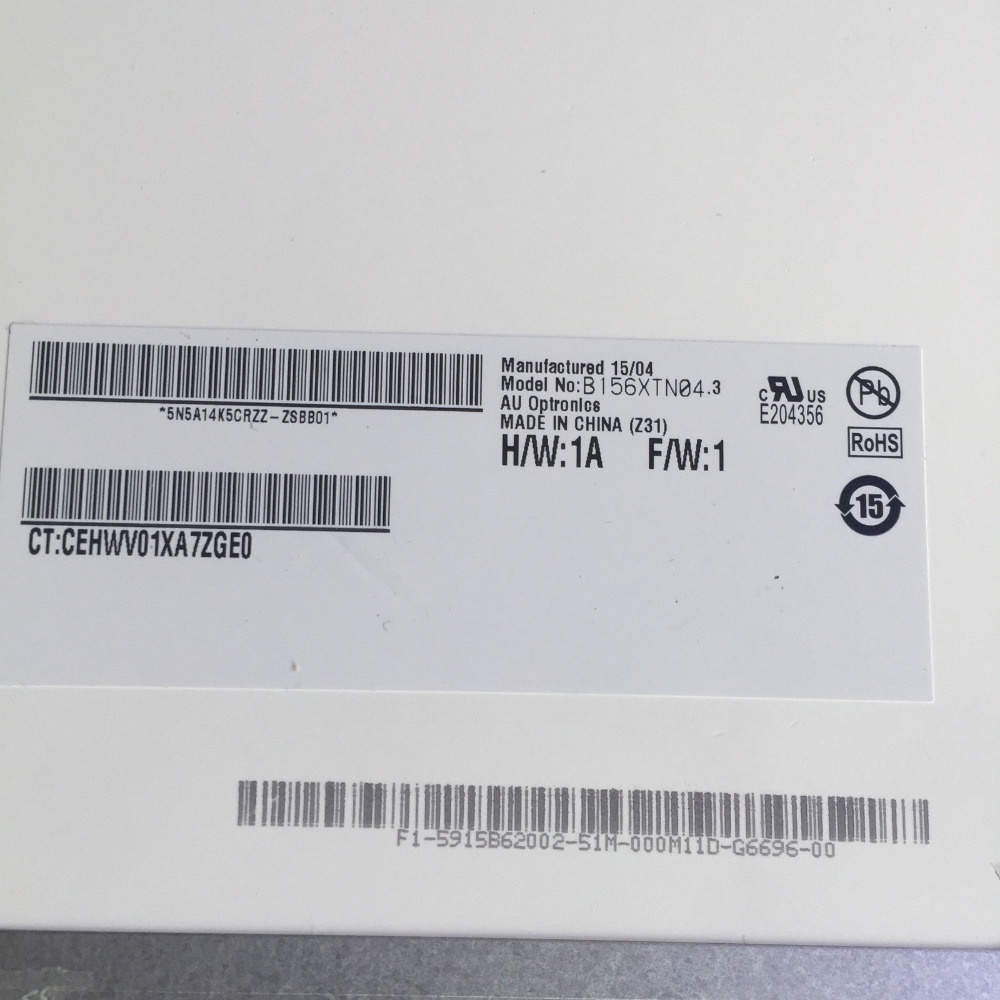 *5N5A14K5CRZZ-ZSBB01*
CT:CEHWV01XA7ZGE0
Manufactured 15/04
Model No:B156XTN04.3
AU Optronics
MADE IN CHINA (Z31)
H/W:1A F/W:1
c RU US
E204356
Pb
RoHS
15
F1-5915B62002-51M-000M11D-G6696-00